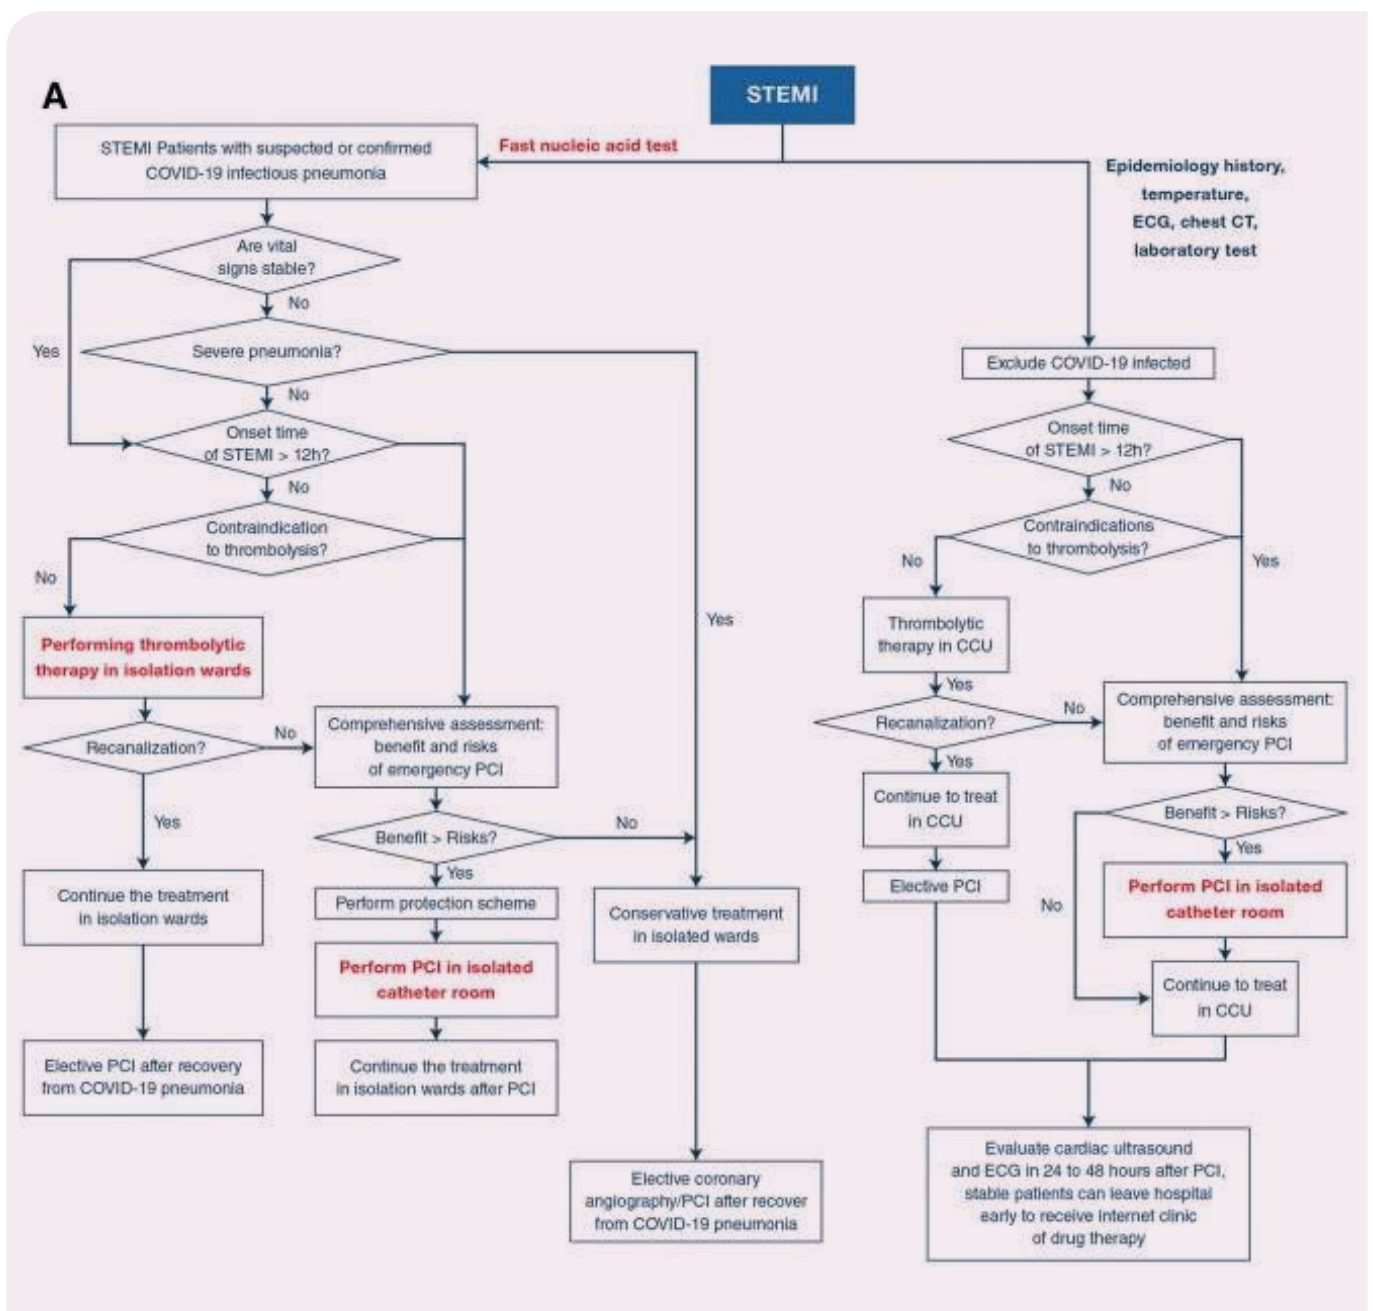 A
STEMI
Fast nucleic acid test
STEMI Patients with suspected or confirmed
COVID-19 infectious pneumonia
Epidemiology history,
temperature,
ECG, chest CT,
laboratory test
Are vital
signs stable?
No
Yes
Severe pneumonia?
No
Yes
Onset time
of STEMI > 12h?
No
Contraindication
to thrombolysis?
No
Performing thrombolytic
therapy in isolation wards
Recanalization?
No
Yes
Continue the treatment
in isolation wards
Elective PCI after recovery
from COVID-19 pneumonia
Comprehensive assessment:
benefit and risks
of emergency PCI
Benefit > Risks?
No
Yes
Perform protection scheme
Perform PCI in isolated
catheter room
Continue the treatment
in isolation wards after PCI
Conservative treatment
in isolated wards
Elective coronary
angiography/PCI after recover
from COVID-19 pneumonia
Exclude COVID-19 infected
Onset time
of STEMI > 12h?
No
Contraindications
to thrombolysis?
No
Yes
Thrombolytic
therapy in CCU
Yes
Recanalization?
No
Yes
Continue to treat
in CCU
Elective PCI
Comprehensive assessment:
benefit and risks
of emergency PCI
Benefit > Risks?
Yes
No
Perform PCI in isolated
catheter room
Continue to treat
in CCU
Evaluate cardiac ultrasound
and ECG in 24 to 48 hours after PCI,
stable patients can leave hospital
early to receive internet clinic
of drug therapy